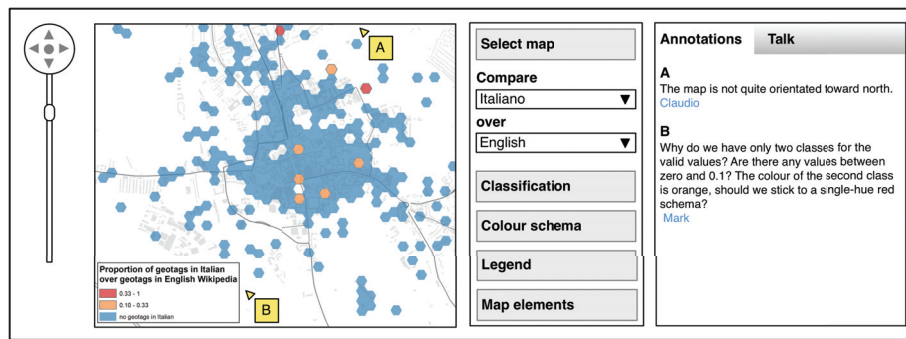 A
B
Proportion of geotags in Italian
over geotags in English Wikipedia
0.33 - 1
0.10 - 0.33
no geotags in Italian
Select map
Compare
Italiano
over
English
Classification
Colour schema
Legend
Map elements
Annotations
Talk
A
The map is not quite orientated toward north.
Claudio
B
Why do we have only two classes for the
valid values? Are there any values between
zero and 0.1? The colour of the second class
is orange, should we stick to a sngle-hue red
schema?
Mark